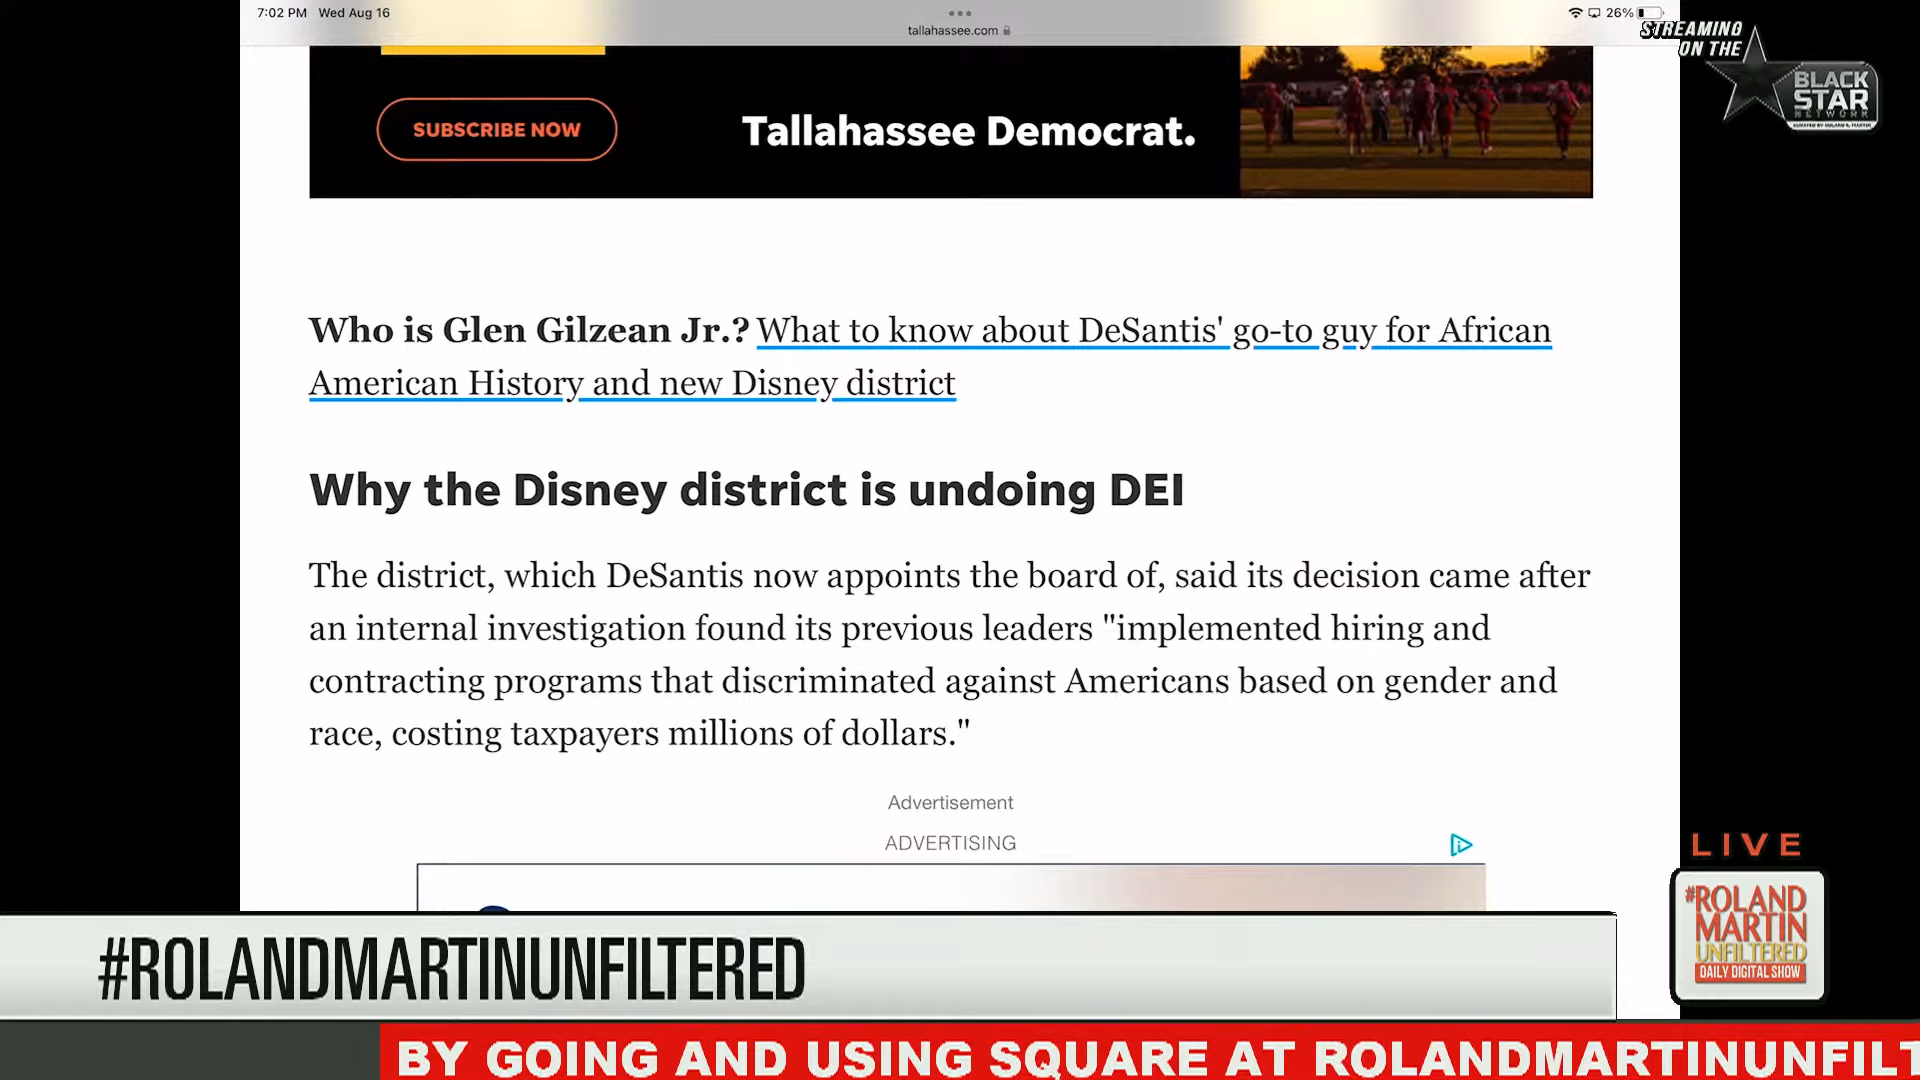 7:02 PM Wed Aug 16
26%
tallahassee.com
STREAMING
ON THE
BLACK
STAR
NETWORK
SUBSCRIBE NOW
Tallahassee Democrat.
Who is Glen Gilzean Jr.? What to know about DeSantis' go-to guy for African
American History and new Disney district
Why the Disney district is undoing DEI
The district, which DeSantis now appoints the board of, said its decision came after
an internal investigation found its previous leaders "implemented hiring and
contracting programs that discriminated against Americans based on gender and
race, costing taxpayers millions of dollars."
Advertisement
ADVERTISING
LIVE
#ROLAND
MARTIN
UNFILTERED
DAILY DIGITAL SHOW
#ROLANDMARTINUNFILTERED
BY GOING AND USING SQUARE AT ROLANDMARTINUNFILT